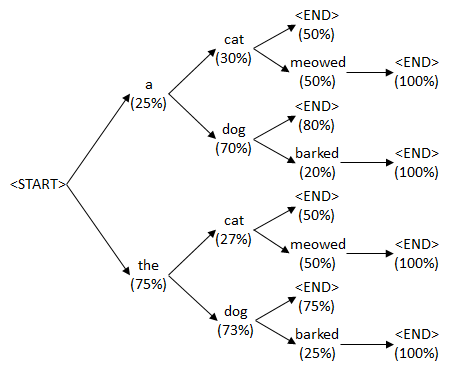 <START>
a
(25%)
the
(75%)
cat
(30%)
dog
(70%)
cat
(27%)
dog
(73%)
<END>
(50%)
meowed
(50%)
<END>
(80%)
barked
(20%)
<END>
(50%)
meowed
(50%)
<END>
(75%)
barked
(25%)
<END>
(100%)
<END>
(100%)
<END>
(100%)
<END>
(100%)